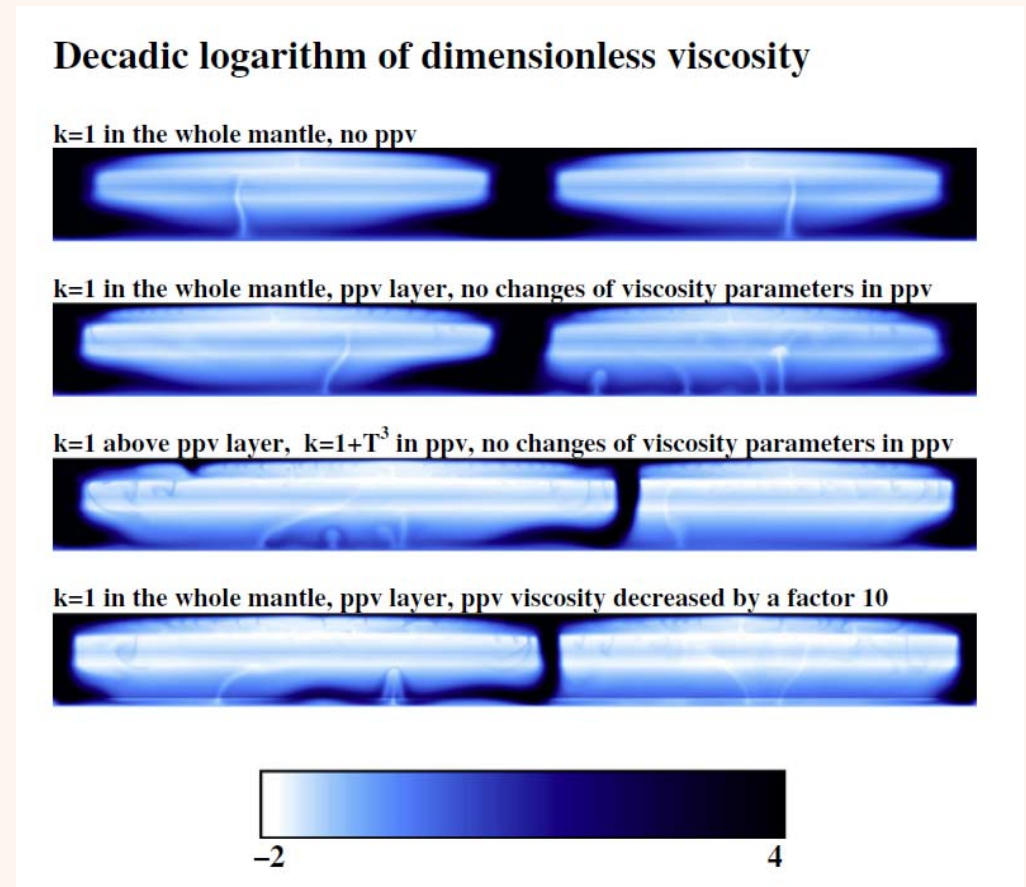 Decadic logarithm of dimensionless viscosity
k=1 in the whole mantle, no ppv
k=1 in the whole mantle, ppv layer, no changes of viscosity parameters in ppv
k=1 above ppv layer, k=1+T³ in ppv, no changes of viscosity parameters in ppv
k=1 in the whole mantle, ppv layer, ppv viscosity decreased by a factor 10
−2 4